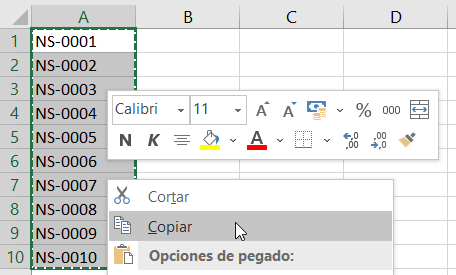 A B C D
1 NS-0001
2 NS-0002
3 NS-0003
4 NS-0004
Calibri 11 A A % 000
5 NS-0005
N K A ,00 ,0
6 NS-0006
7 NS-0007
Cortar
8 NS-0008
Copiar
9 NS-0009
10 NS-0010
Opciones de pegado: